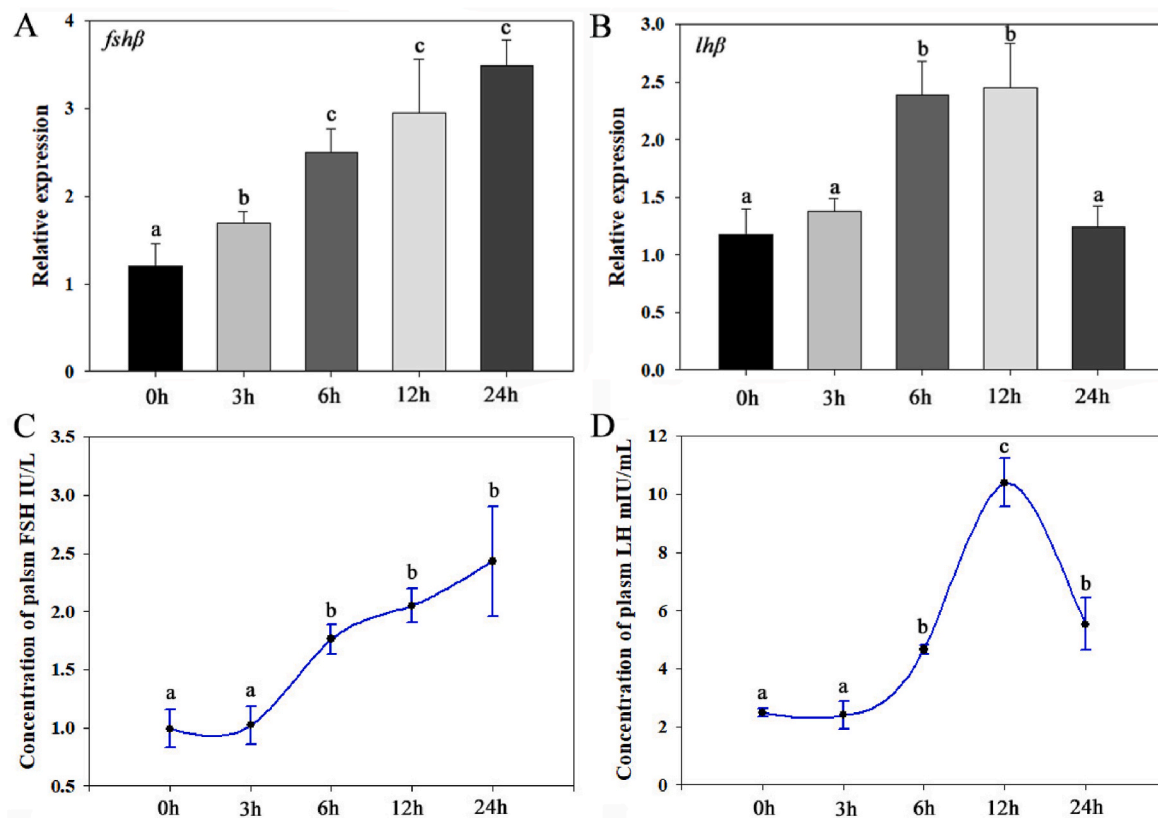 A
fshβ
Relative expression
4
3
2
1
0
a
b
c
c
c
0h
3h
6h
12h
24h
B
lhβ
Relative expression
3.0
2.5
2.0
1.5
1.0
0.5
0.0
a
a
b
b
a
0h
3h
6h
12h
24h
C
Concentration of palsm FSH IU/L
3.5
3.0
2.5
2.0
1.5
1.0
0.5
a
a
b
b
b
0h
3h
6h
12h
24h
D
Concentration of plasm LH mIU/mL
12
10
8
6
4
2
0
a
a
b
c
b
0h
3h
6h
12h
24h